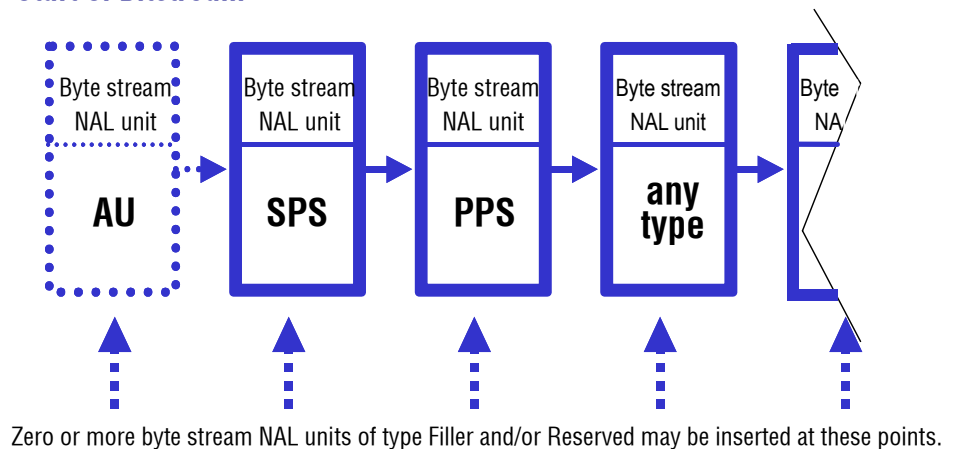 Byte stream
NAL unit
AU
Byte stream
NAL unit
SPS
Byte stream
NAL unit
PPS
Byte stream
NAL unit
any
type
Byte
NA
Zero or more byte stream NAL units of type Filler and/or Reserved may be inserted at these points.